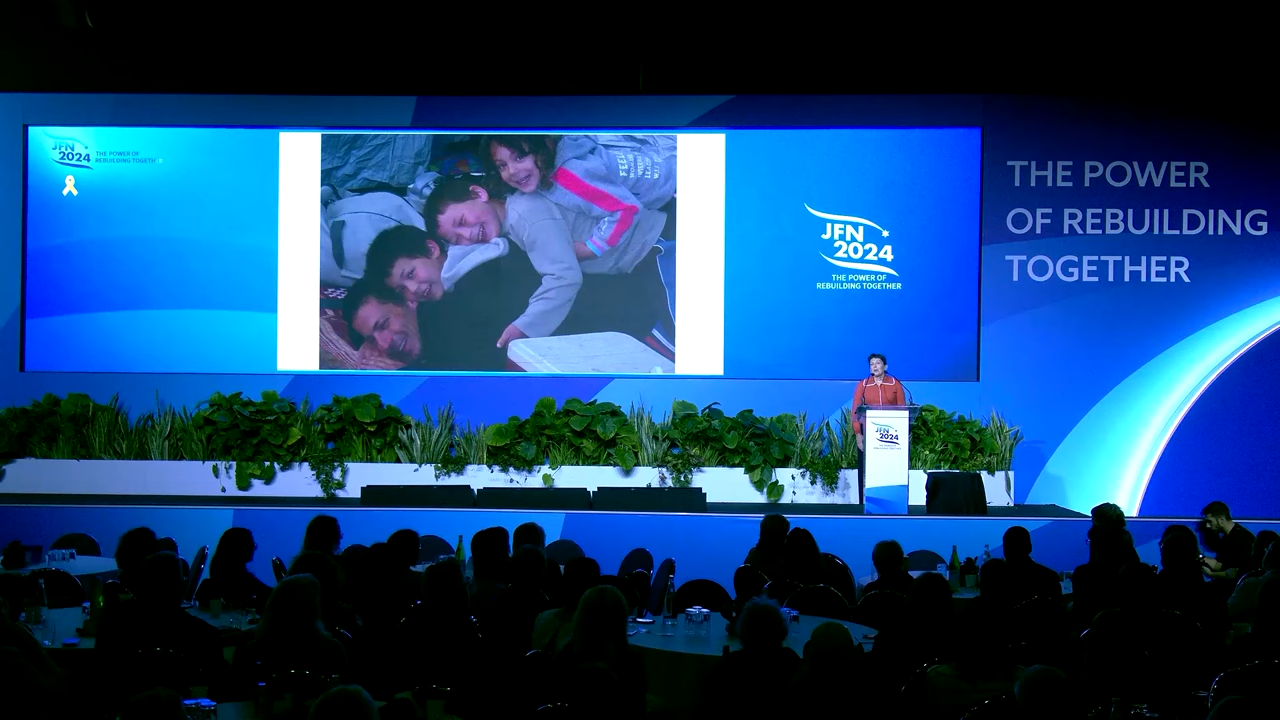 JFN
2024
THE POWER OF
REBUILDING TOGETHER
JFN
2024
THE POWER OF
REBUILDING TOGETHER
THE POWER
OF REBUILDING
TOGETHER
JFN
2024